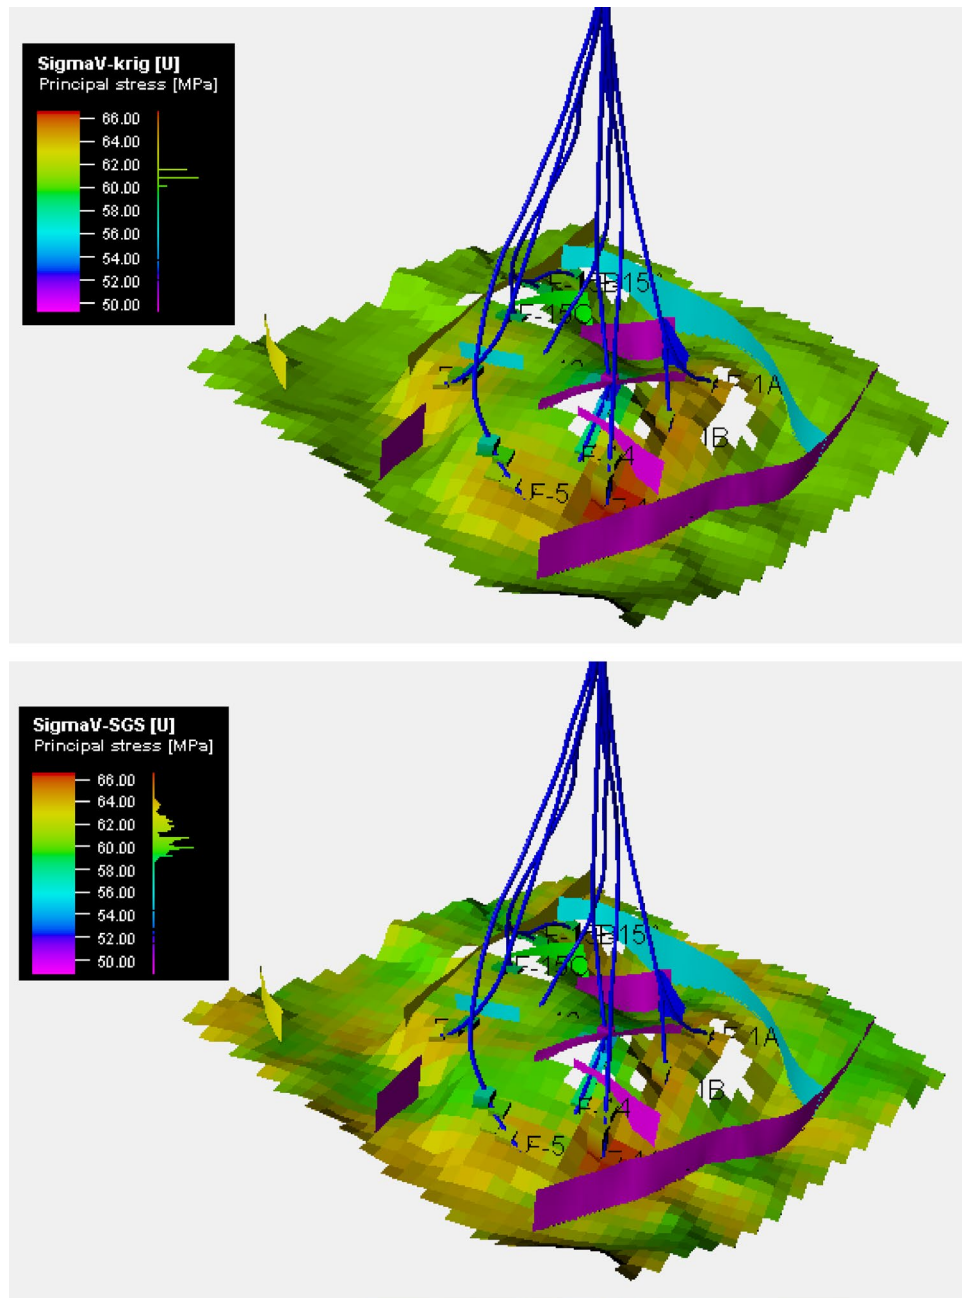 SigmaV-krig [U]
Principal stress [MPa]
66.00
64.00
62.00
60.00
58.00
56.00
54.00
52.00
50.00
F-15C
F-1A
IB
F-5
SigmaV-SGS [U]
Principal stress [MPa]
66.00
64.00
62.00
60.00
58.00
56.00
54.00
52.00
50.00
F-15C
F-1A
IB
F-5